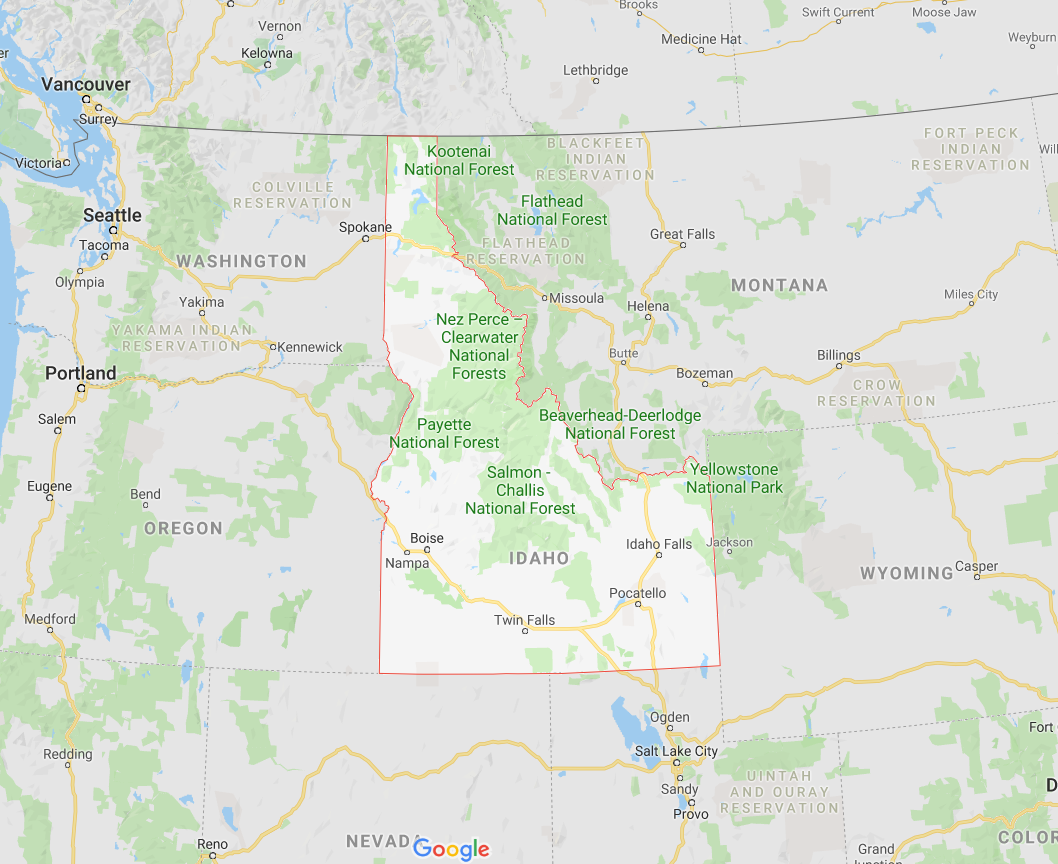 Brooks
Swift Current
Moose Jaw
Vernon
Medicine Hat
Weyburn
Kelowna
Lethbridge
Vancouver
Surrey
Victoria
Kootenai
National Forest
BLACKFEET
INDIAN
RESERVATION
FORT PECK
INDIAN
RESERVATION
COLVILLE
RESERVATION
Flathead
National Forest
Seattle
Tacoma
Spokane
Great Falls
FLATHEAD
RESERVATION
WASHINGTON
Olympia
MONTANA
Miles City
Yakima
Missoula
Helena
Nez Perce –
Clearwater
National
Forests
YAKAMA INDIAN
RESERVATION
Kennewick
Butte
Billings
Portland
Bozeman
CROW
RESERVATION
Salem
Payette
National Forest
Beaverhead-Deerlodge
National Forest
Salmon -
Challis
National Forest
Yellowstone
National Park
Eugene
Bend
OREGON
Boise
Nampa
IDAHO
Idaho Falls
Jackson
WYOMING
Casper
Pocatello
Medford
Twin Falls
Ogden
Fort
Redding
Salt Lake City
Sandy
Provo
UINTAH
AND OURAY
RESERVATION
Reno
NEVADA
Google
COLOR
Grand
Junction